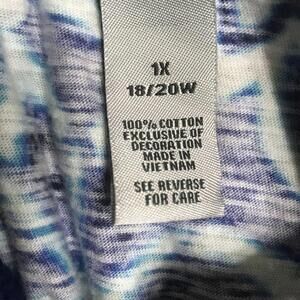 1X
18/20W
100% COTTON
EXCLUSIVE OF
DECORATION
MADE IN
VIETNAM
SEE REVERSE
FOR CARE